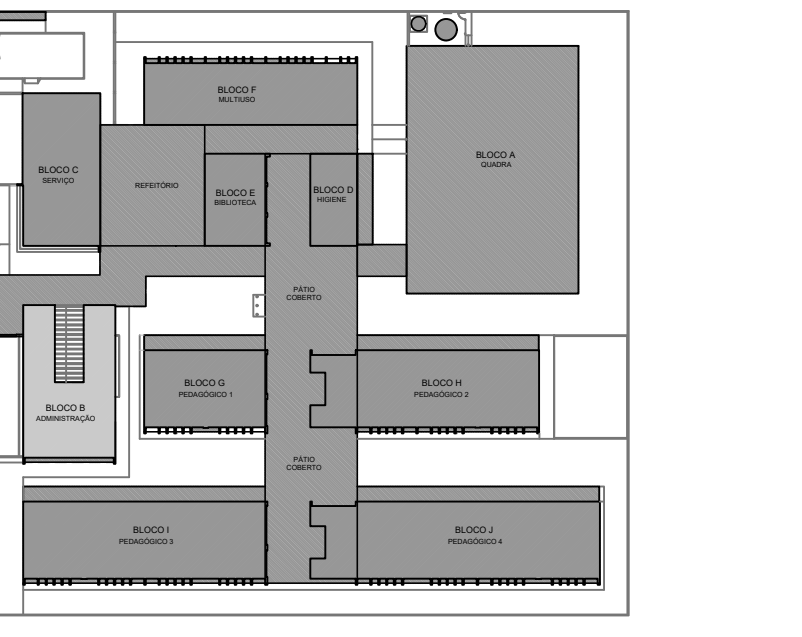 BLOCO F
MULTIUSO
BLOCO A
QUADRA
BLOCO C
SERVIÇO
REFEITÓRIO
BLOCO E
BIBLIOTECA
BLOCO D
HIGIENE
PÁTIO
COBERTO
BLOCO G
PEDAGÓGICO 1
BLOCO H
PEDAGÓGICO 2
BLOCO B
ADMINISTRAÇÃO
PÁTIO
COBERTO
BLOCO I
PEDAGÓGICO 3
BLOCO J
PEDAGÓGICO 4